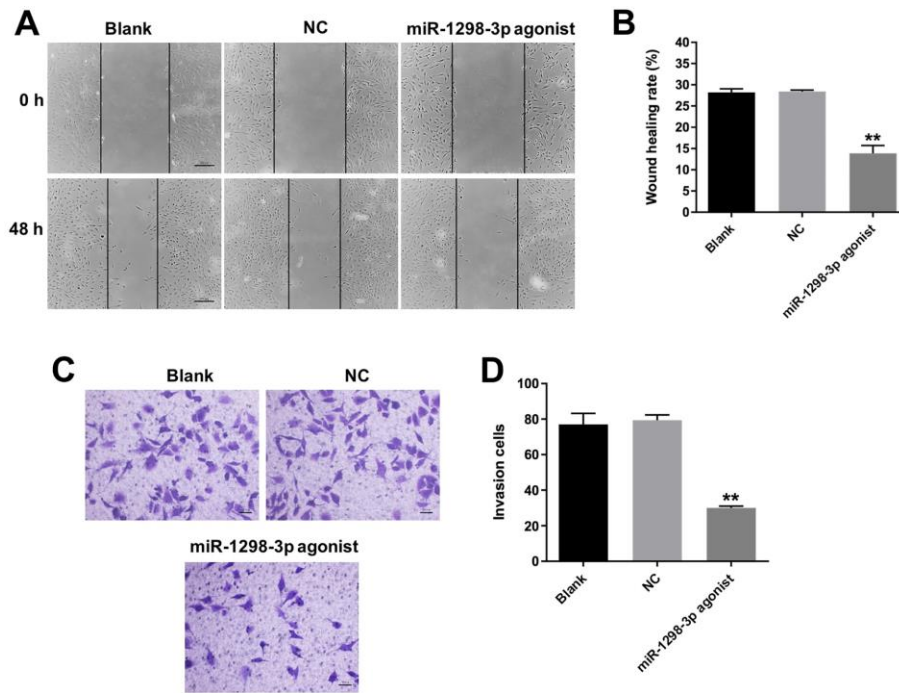 A
Blank
NC
miR-1298-3p agonist
0 h
48 h
B
Wound healing rate (%)
40
35
30
25
20
15
10
5
0
**
Blank
NC
miR-1298-3p agonist
C
Blank
NC
miR-1298-3p agonist
D
Invasion cells
100
80
60
40
20
0
**
Blank
NC
miR-1298-3p agonist